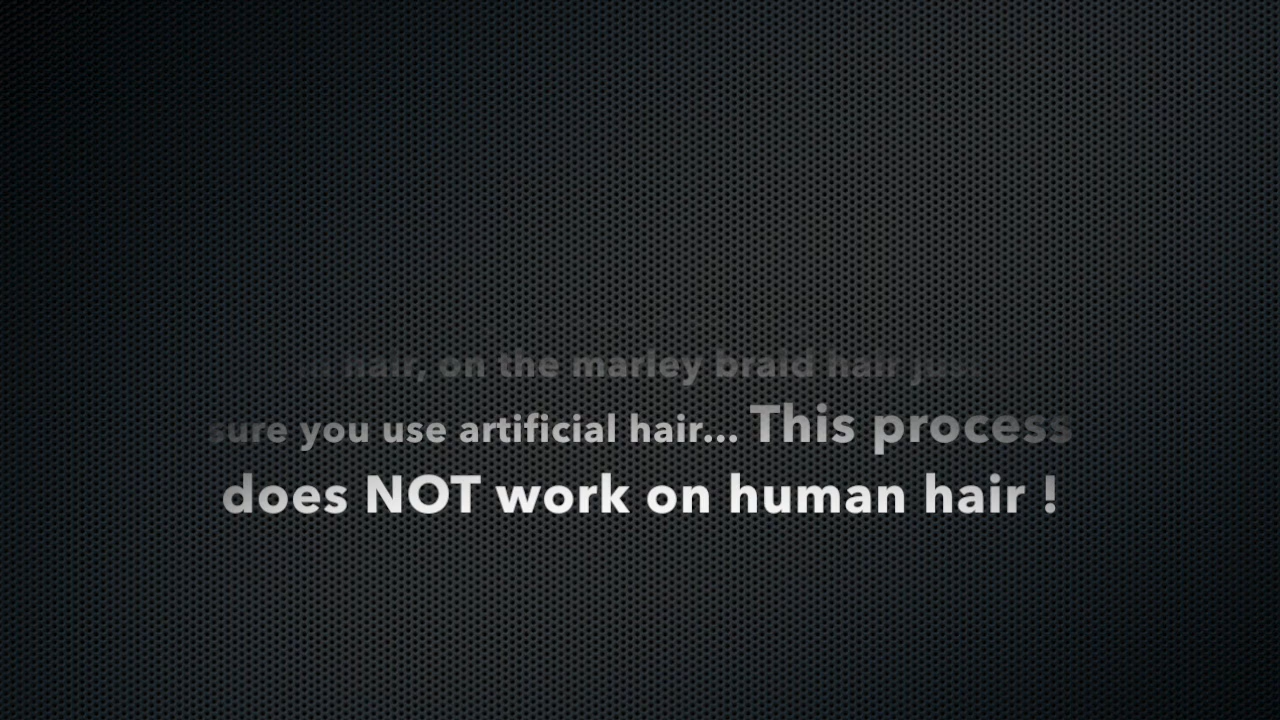 hair, on the marley braid hair
sure you use artificial hair... This process
does NOT work on human hair !